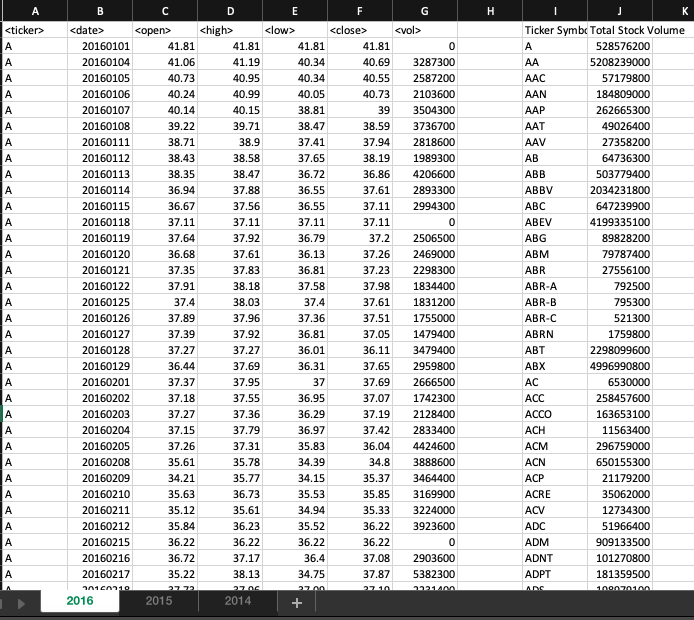 A B C D E F G H I J K
<ticker> <date> <open> <high> <low> <close> <vol> Ticker Symbo Total Stock Volume
A 20160101 41.81 41.81 41.81 41.81 0 A 528576200
A 20160104 41.06 41.19 40.34 40.69 3287300 AA 5208239000
A 20160105 40.73 40.95 40.34 40.55 2587200 AAC 57179800
A 20160106 40.24 40.99 40.05 40.73 2103600 AAN 184809000
A 20160107 40.14 40.15 38.81 39 3504300 AAP 262665300
A 20160108 39.22 39.71 38.47 38.59 3736700 AAT 49026400
A 20160111 38.71 38.9 37.41 37.94 2818600 AAV 27358200
A 20160112 38.43 38.58 37.65 38.19 1989300 AB 64736300
A 20160113 38.35 38.47 36.72 36.86 4206600 ABB 503779400
A 20160114 36.94 37.88 36.55 37.61 2893300 ABBV 2034231800
A 20160115 36.67 37.56 36.55 37.11 2994300 ABC 647239900
A 20160118 37.11 37.11 37.11 37.11 0 ABEV 4199335100
A 20160119 37.64 37.92 36.79 37.2 2506500 ABG 89828200
A 20160120 36.68 37.61 36.13 37.26 2469000 ABM 79787400
A 20160121 37.35 37.83 36.81 37.23 2298300 ABR 27556100
A 20160122 37.91 38.18 37.58 37.98 1834400 ABR-A 792500
A 20160125 37.4 38.03 37.4 37.61 1831200 ABR-B 795300
A 20160126 37.89 37.96 37.36 37.51 1755000 ABR-C 521300
A 20160127 37.39 37.92 36.81 37.05 1479400 ABRN 1759800
A 20160128 37.27 37.27 36.01 36.11 3479400 ABT 2298099600
A 20160129 36.44 37.69 36.31 37.65 2959800 ABX 4996990800
A 20160201 37.37 37.95 37 37.69 2666500 AC 6530000
A 20160202 37.18 37.55 36.95 37.07 1742300 ACC 258457600
A 20160203 37.27 37.36 36.29 37.19 2128400 ACCO 163653100
A 20160204 37.15 37.79 36.97 37.42 2833400 ACH 11563400
A 20160205 37.26 37.31 35.83 36.04 4424600 ACM 296759000
A 20160208 35.61 35.78 34.39 34.8 3888600 ACN 650155300
A 20160209 34.21 35.77 34.15 35.37 3464400 ACP 21179200
A 20160210 35.63 36.73 35.53 35.85 3169900 ACRE 35062000
A 20160211 35.12 35.61 34.94 35.33 3224000 ACV 12734300
A 20160212 35.84 36.23 35.52 36.22 3923600 ADC 51966400
A 20160215 36.22 36.22 36.22 36.22 0 ADM 909133500
A 20160216 36.72 37.17 36.4 37.08 2903600 ADNT 101270800
A 20160217 35.22 38.13 34.75 37.87 5382300 ADPT 181359500
2016 2015 2014